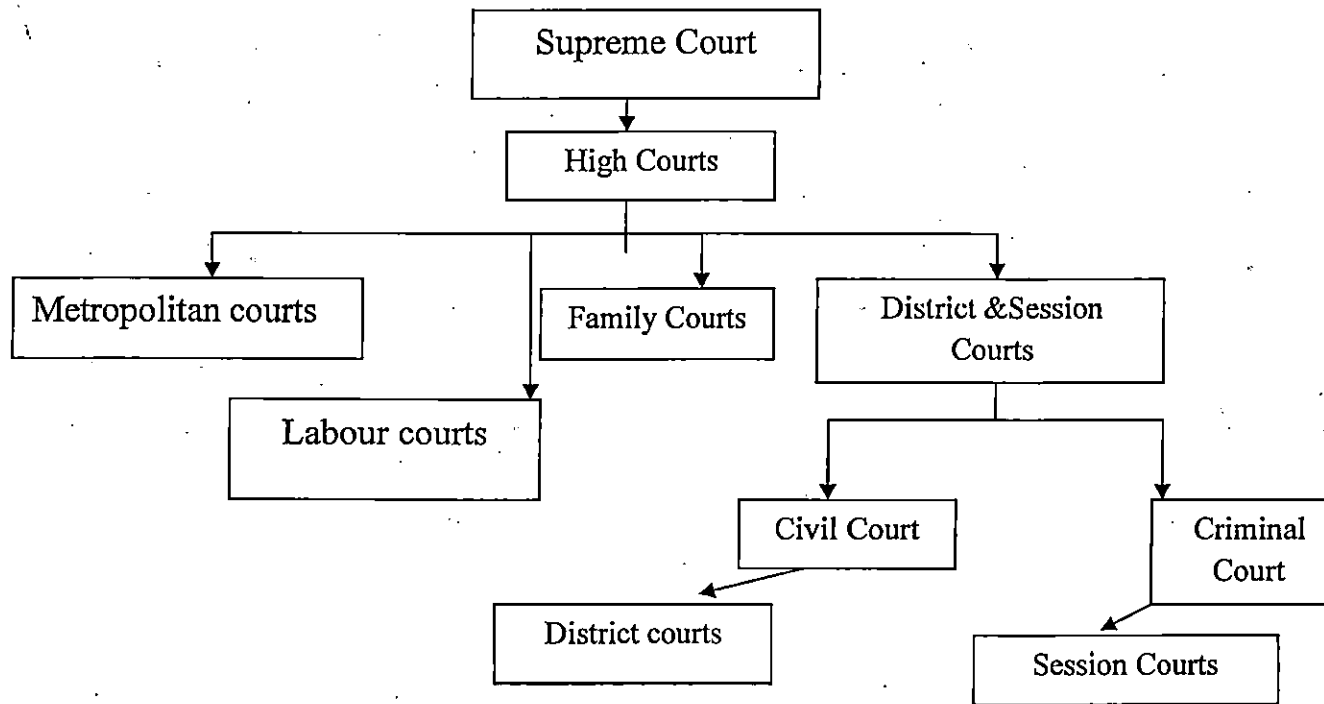 Supreme Court
High Courts
Metropolitan courts
Family Courts
District &Session
Courts
Labour courts
Civil Court
Criminal
Court
District courts
Session Courts